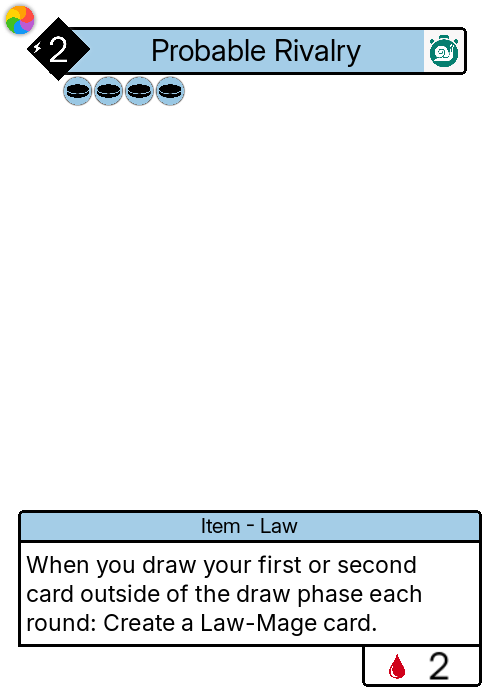 2
Probable Rivalry
Item - Law
When you draw your first or second
card outside of the draw phase each
round: Create a Law-Mage card.
2